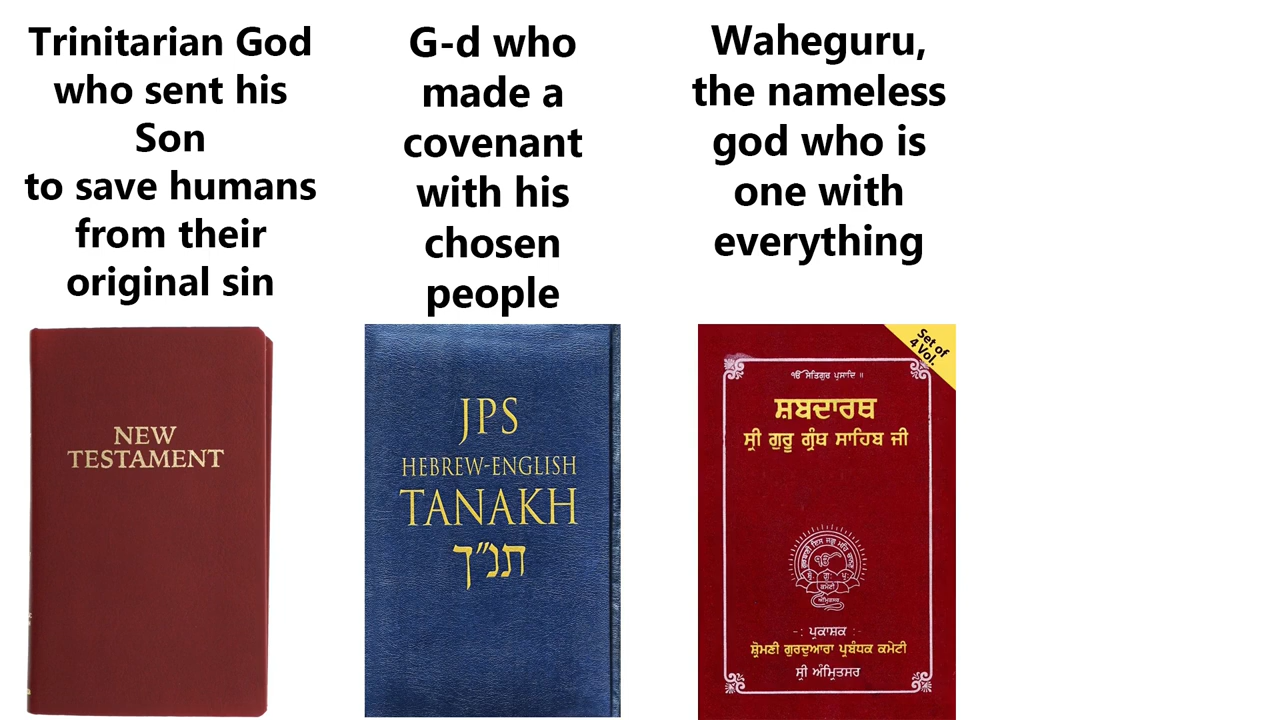 Trinitarian God
who sent his
Son
to save humans
from their
original sin
G-d who
made a
covenant
with his
chosen
people
Waheguru,
the nameless
god who is
one with
everything
NEW
TESTAMENT
JPS
HEBREW-ENGLISH
TANAKH
תנ״ך
Set of
4 Vol.
ੴ ਸਤਿਗੁਰ ਪ੍ਰਸਾਦਿ ॥
ਸ਼ਬਦਾਰਥ
ਸ੍ਰੀ ਗੁਰੂ ਗ੍ਰੰਥ ਸਾਹਿਬ ਜੀ
ੴ
ਸ਼੍ਰੋ: ਗੁ: ਪ੍ਰ:
ਕਮੇਟੀ
ਅੰਮ੍ਰਿਤਸਰ
-: ਪ੍ਰਕਾਸ਼ਕ :-
ਸ਼੍ਰੋਮਣੀ ਗੁਰਦੁਆਰਾ ਪ੍ਰਬੰਧਕ ਕਮੇਟੀ
ਸ੍ਰੀ ਅੰਮ੍ਰਿਤਸਰ